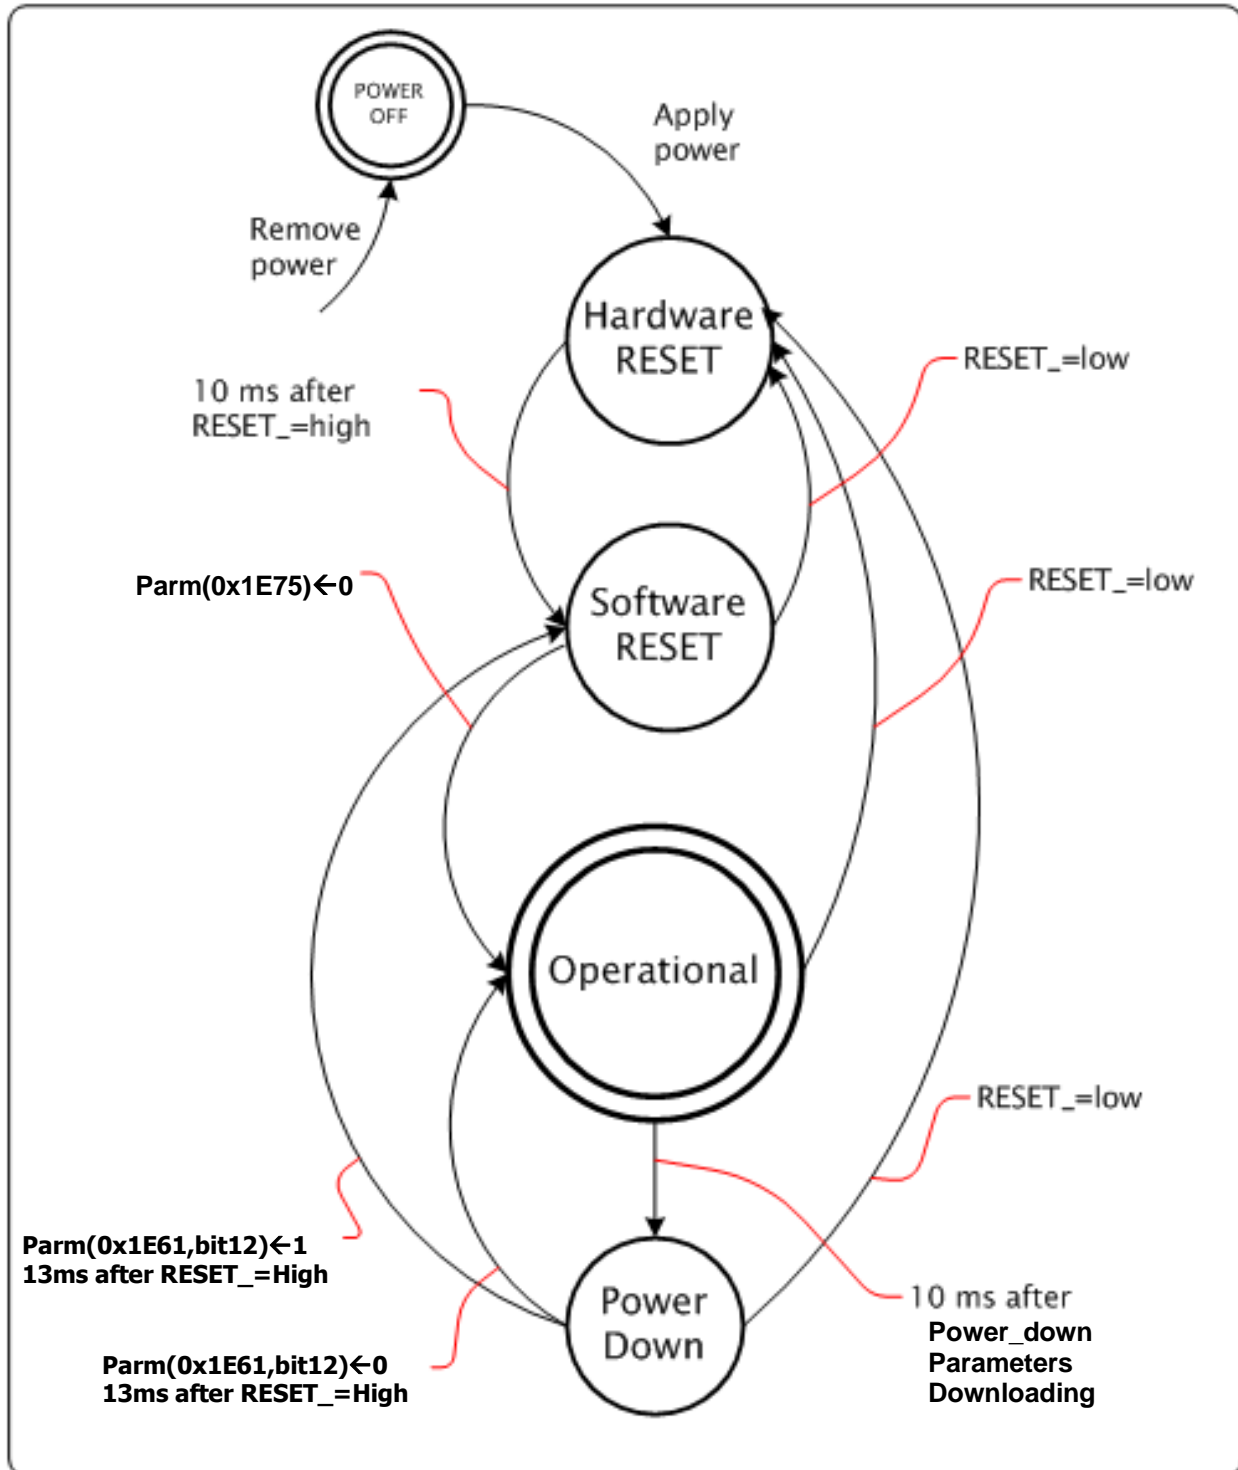 POWER
OFF
Apply
power
Remove
power
Hardware
RESET
RESET_=low
10 ms after
RESET_=high
Parm(0x1E75)←0
Software
RESET
RESET_=low
Operational
RESET_=low
Parm(0x1E61,bit12)←1
13ms after RESET_=High
Power
Down
10 ms after
Power_down
Parameters
Downloading
Parm(0x1E61,bit12)←0
13ms after RESET_=High